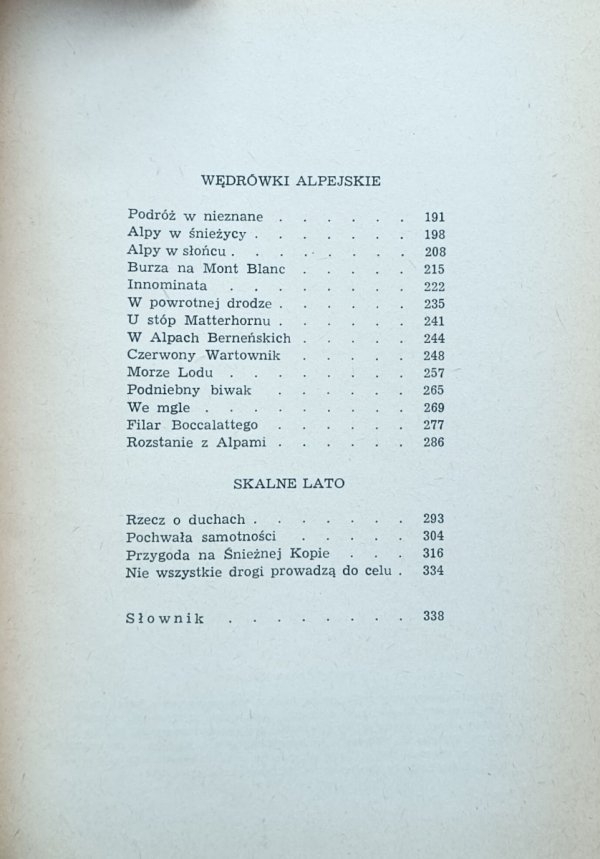 WĘDRÓWKI ALPEJSKIE
Podróż w nieznane . . . . . . 191
Alpy w śnieżycy . . . . . . . 198
Alpy w słońcu . . . . . . . . 208
Burza na Mont Blanc . . . . . 215
Innominata . . . . . . . 222
W powrotnej drodze . . . . . . 235
U stóp Matterhornu . . . . . . 241
W Alpach Berneńskich . . . . . 244
Czerwony Wartownik . . . . . 248
Morze Lodu . . . . . . . . 257
Podniebny biwak . . . . . . 265
We mgle . . . . . . . . . 269
Filar Boccalattego . . . . . . 277
Rozstanie z Alpami . . . . . . 286
SKALNE LATO
Rzecz o duchach . . . . . . . 293
Pochwała samotności . . . . . 304
Przygoda na Śnieżnej Kopie . . . 316
Nie wszystkie drogi prowadzą do celu . 334
Słownik . . . . . . . . 338